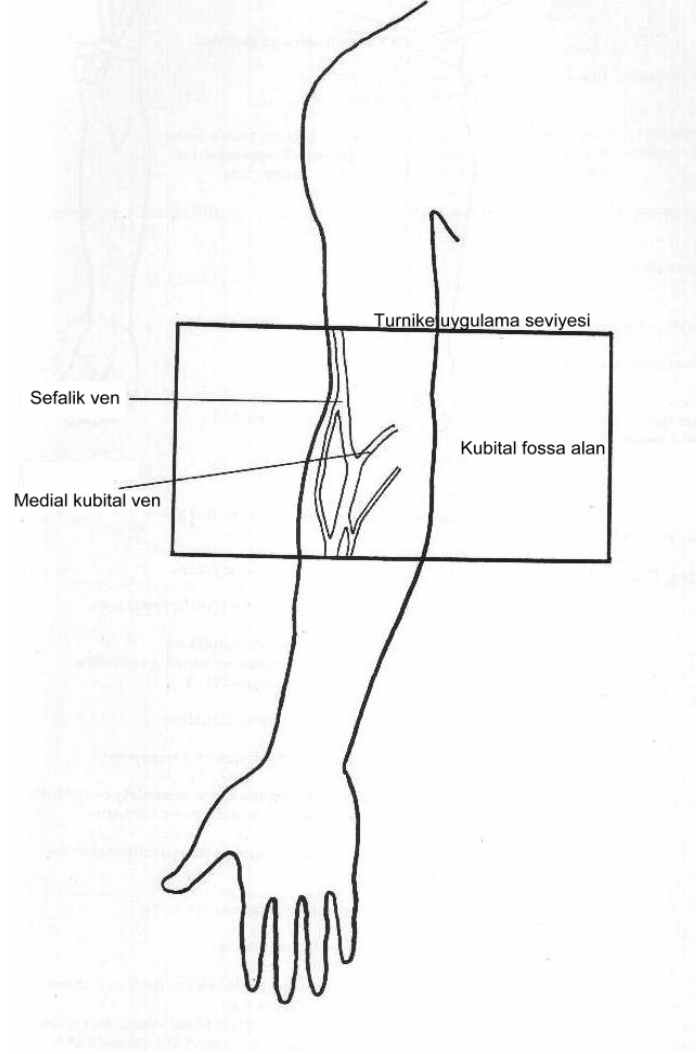 Turnike uygulama seviyesi
Sefalik ven
Kubital fossa alan
Medial kubital ven